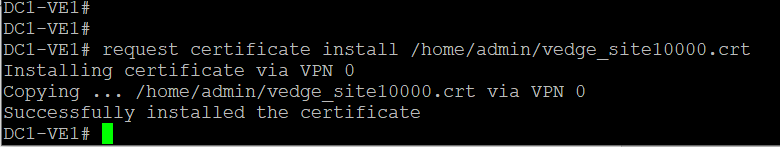 DC1-VE1#
DC1-VE1#
DC1-VE1# request certificate install /home/admin/vedge_site10000.crt
Installing certificate via VPN 0
Copying ... /home/admin/vedge_site10000.crt via VPN 0
Successfully installed the certificate
DC1-VE1#